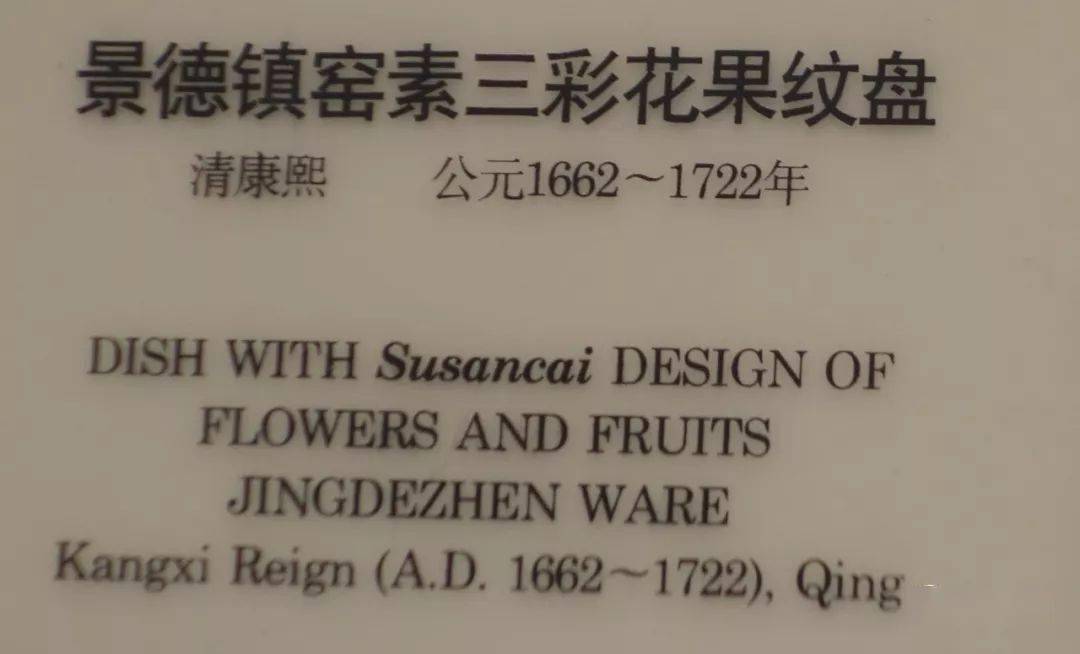 景德镇窑素三彩花果纹盘
清康熙 公元1662～1722年
DISH WITH Susancai DESIGN OF
FLOWERS AND FRUITS
JINGDEZHEN WARE
Kangxi Reign (A.D. 1662～1722), Qing